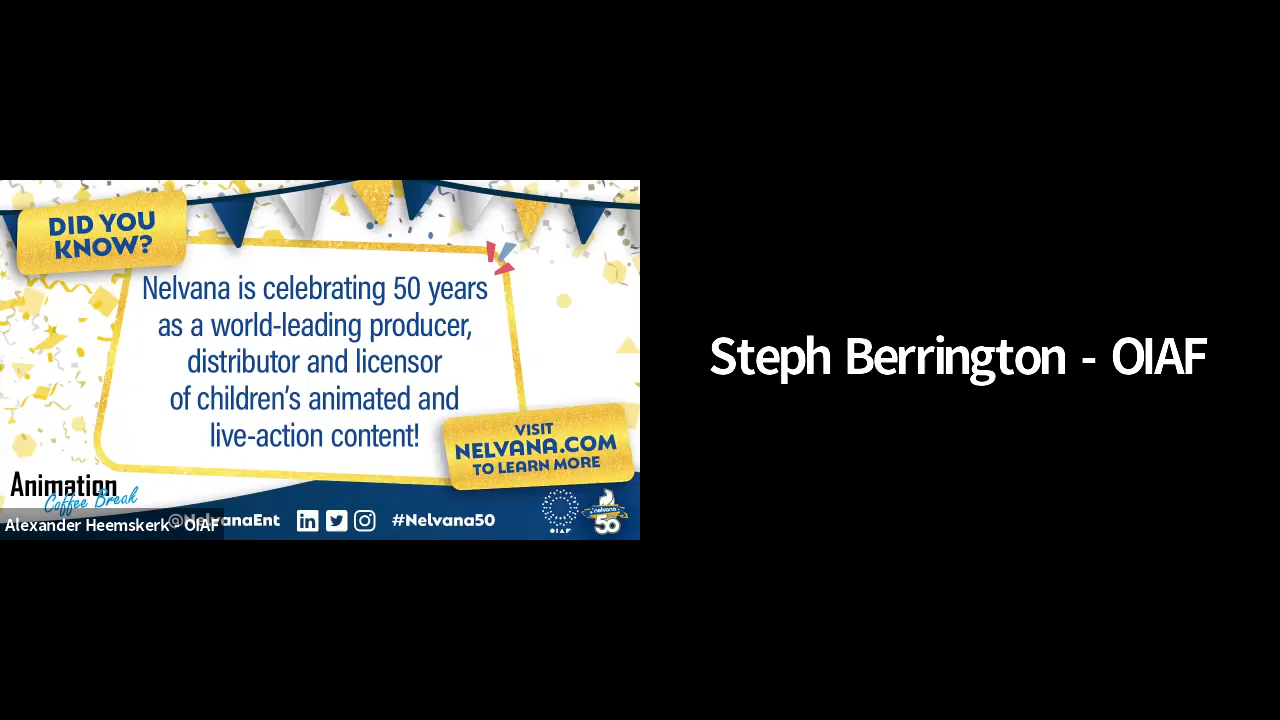 DID YOU
KNOW?
Nelvana is celebrating 50 years
as a world-leading producer,
distributor and licensor
of children's animated and
live-action content!
VISIT
NELVANA.COM
TO LEARN MORE
Animation
Coffee Break
@NelvanaEnt
#Nelvana50
OIAF
nelvana
50
Alexander Heemskerk - OIAF
Steph Berrington - OIAF